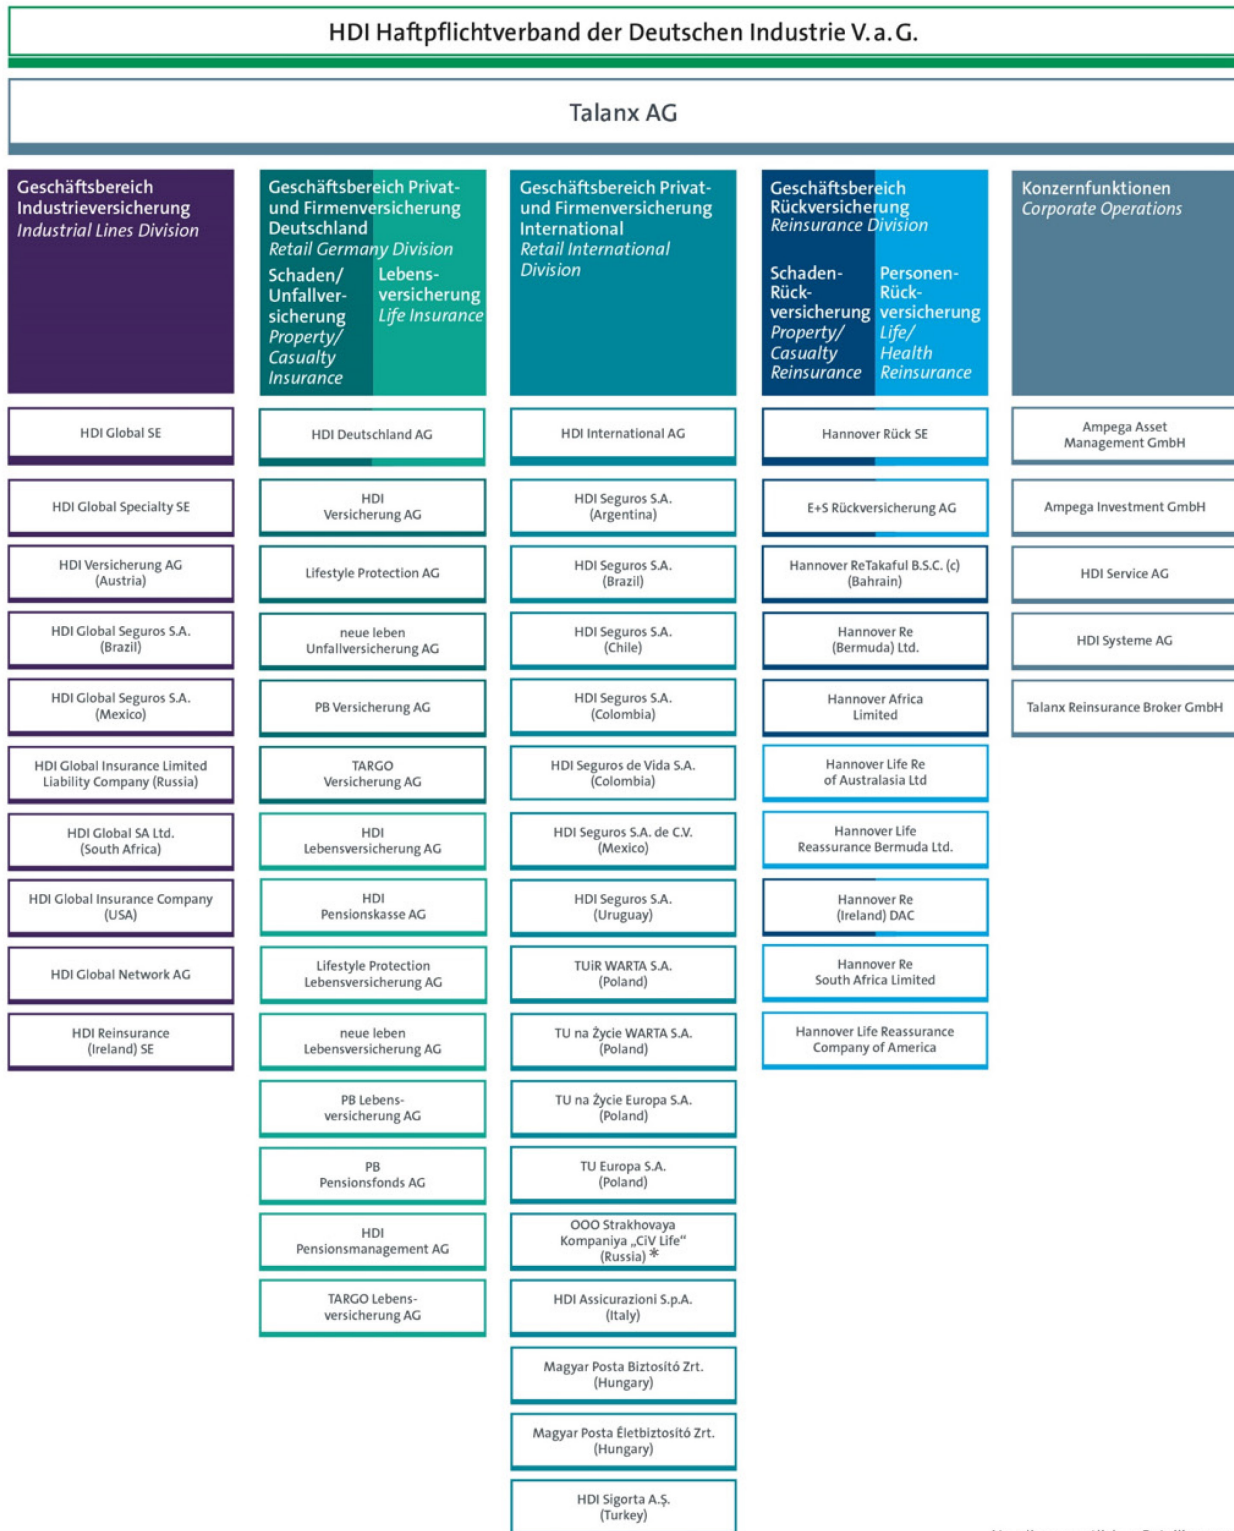 HDI Haftpflichtverband der Deutschen Industrie V. a. G.
Talanx AG
Geschäftsbereich
Industrieversicherung
Industrial Lines Division
Geschäftsbereich Privat-
und Firmenversicherung
Deutschland
Retail Germany Division
Schaden/
Unfallver-
sicherung
Property/
Casualty
Insurance
Lebens-
versicherung
Life Insurance
Geschäftsbereich Privat-
und Firmenversicherung
International
Retail International
Division
Geschäftsbereich
Rückversicherung
Reinsurance Division
Schaden-
Rück-
versicherung
Property/
Casualty
Reinsurance
Personen-
Rück-
versicherung
Life/
Health
Reinsurance
Konzernfunktionen
Corporate Operations
HDI Global SE
HDI Global Specialty SE
HDI Versicherung AG
(Austria)
HDI Global Seguros S.A.
(Brazil)
HDI Global Seguros S.A.
(Mexico)
HDI Global Insurance Limited
Liability Company (Russia)
HDI Global SA Ltd.
(South Africa)
HDI Global Insurance Company
(USA)
HDI Global Network AG
HDI Reinsurance
(Ireland) SE
HDI Deutschland AG
HDI
Versicherung AG
Lifestyle Protection AG
neue leben
Unfallversicherung AG
PB Versicherung AG
TARGO
Versicherung AG
HDI
Lebensversicherung AG
HDI
Pensionskasse AG
Lifestyle Protection
Lebensversicherung AG
neue leben
Lebensversicherung AG
PB Lebens-
versicherung AG
PB
Pensionsfonds AG
HDI
Pensionsmanagement AG
TARGO Lebens-
versicherung AG
HDI International AG
HDI Seguros S.A.
(Argentina)
HDI Seguros S.A.
(Brazil)
HDI Seguros S.A.
(Chile)
HDI Seguros S.A.
(Colombia)
HDI Seguros de Vida S.A.
(Colombia)
HDI Seguros S.A. de C.V.
(Mexico)
HDI Seguros S.A.
(Uruguay)
TUiR WARTA S.A.
(Poland)
TU na Życie WARTA S.A.
(Poland)
TU na Życie Europa S.A.
(Poland)
TU Europa S.A.
(Poland)
OOO Strakhovaya
Kompaniya „CiV Life“
(Russia) *
HDI Assicurazioni S.p.A.
(Italy)
Magyar Posta Biztosító Zrt.
(Hungary)
Magyar Posta Életbiztosító Zrt.
(Hungary)
HDI Sigorta A.Ş.
(Turkey)
Hannover Rück SE
E+S Rückversicherung AG
Hannover ReTakaful B.S.C. (c)
(Bahrain)
Hannover Re
(Bermuda) Ltd.
Hannover Africa
Limited
Hannover Life Re
of Australasia Ltd
Hannover Life
Reassurance Bermuda Ltd.
Hannover Re
(Ireland) DAC
Hannover Re
South Africa Limited
Hannover Life Reassurance
Company of America
Ampega Asset
Management GmbH
Ampega Investment GmbH
HDI Service AG
HDI Systeme AG
Talanx Reinsurance Broker GmbH